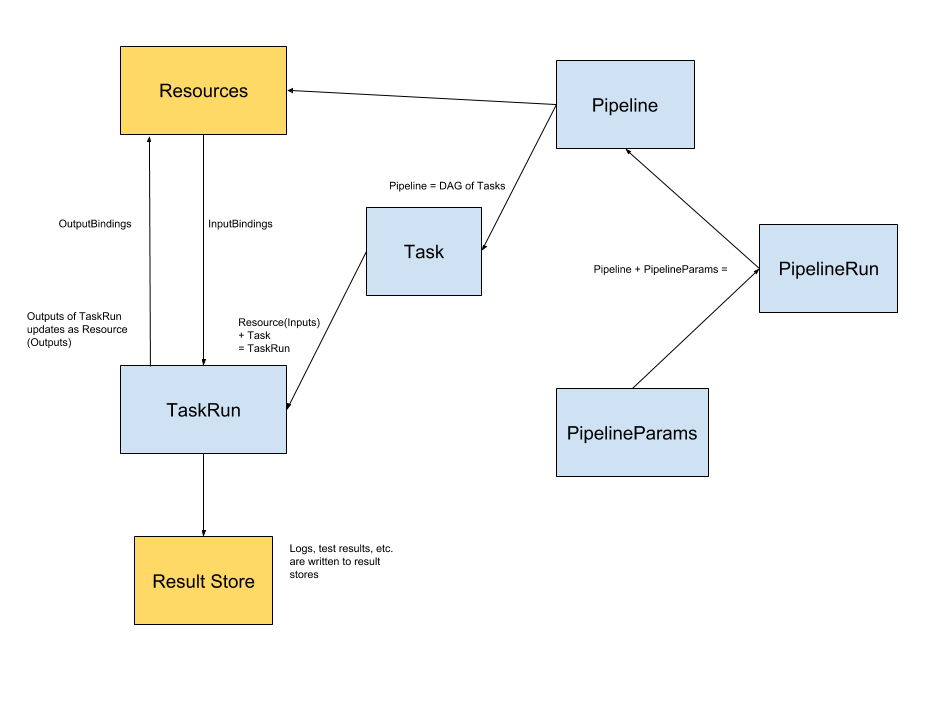 Resources
Pipeline
Pipeline = DAG of Tasks
OutputBindings
InputBindings
Task
PipelineRun
Pipeline + PipelineParams =
Outputs of TaskRun
updates as Resource
(Outputs)
Resource(Inputs)
+ Task
= TaskRun
TaskRun
PipelineParams
Logs, test results, etc.
are written to result
stores
Result Store